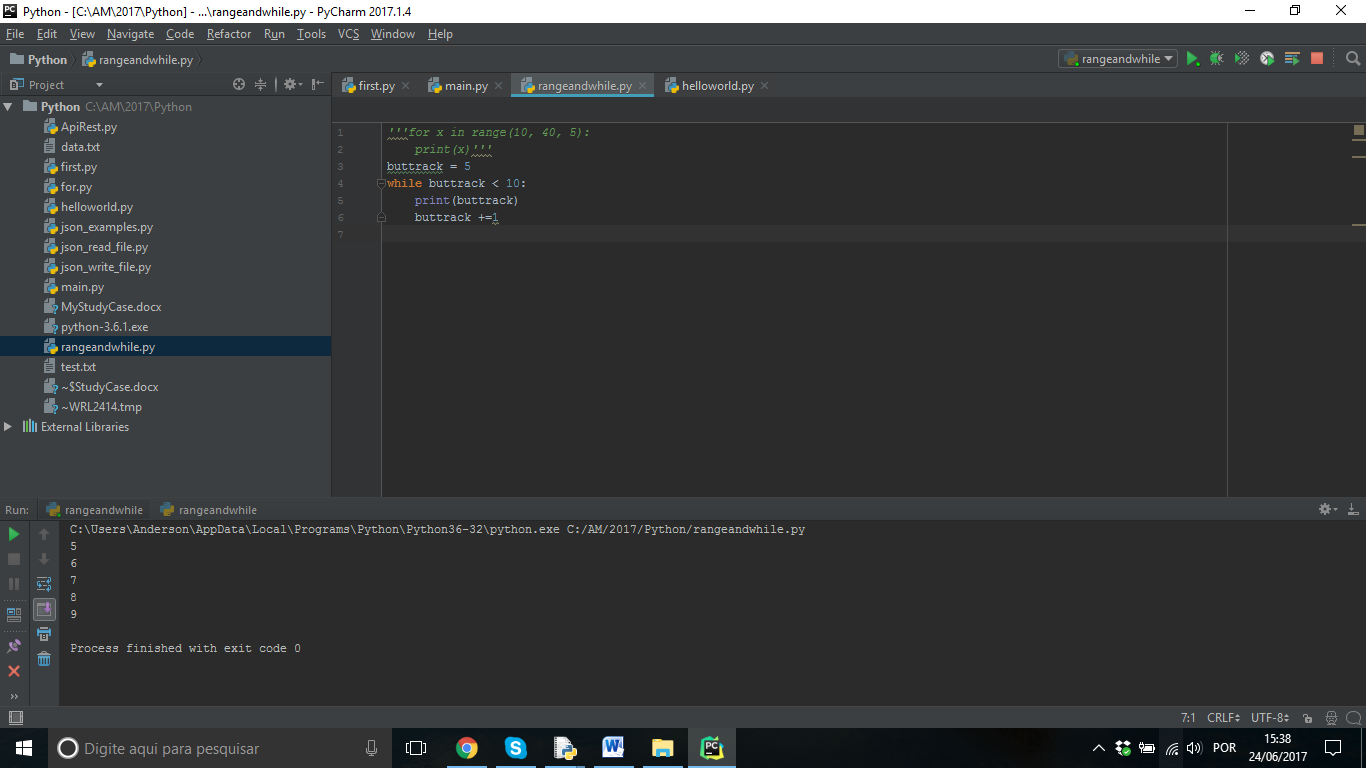 Python - [C:\AM\2017\Python] - ...\rangeandwhile.py - PyCharm 2017.1.4
File Edit View Navigate Code Refactor Run Tools VCS Window Help
Python rangeandwhile.py rangeandwhile
Project first.py main.py rangeandwhile.py helloworld.py
Python C:\AM\2017\Python
ApiRest.py
data.txt
first.py
for.py
helloworld.py
json_examples.py
json_read_file.py
json_write_file.py
main.py
MyStudyCase.docx
python-3.6.1.exe
rangeandwhile.py
test.txt
~$StudyCase.docx
~WRL2414.tmp
External Libraries
1 '''for x in range(10, 40, 5):
2 print(x)'''
3 buttrack = 5
4 while buttrack < 10:
5 print(buttrack)
6 buttrack +=1
7
Run: rangeandwhile rangeandwhile
C:\Users\Anderson\AppData\Local\Programs\Python\Python36-32\python.exe C:/AM/2017/Python/rangeandwhile.py
5
6
7
8
9
Process finished with exit code 0
7:1 CRLF UTF-8
Digite aqui para pesquisar
POR
15:38
24/06/2017